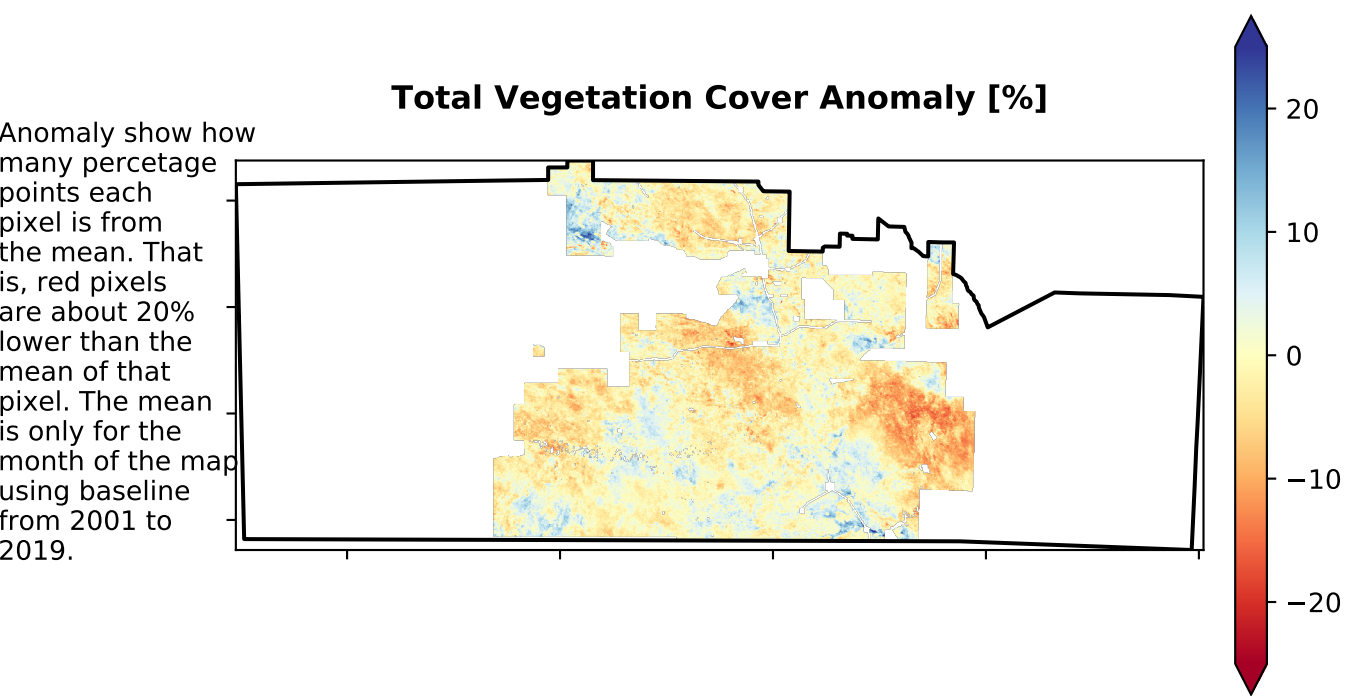 Total Vegetation Cover Anomaly [%]
Anomaly show how
many percetage
points each
pixel is from
the mean. That
is, red pixels
are about 20%
lower than the
mean of that
pixel. The mean
is only for the
month of the map
using baseline
from 2001 to
2019.
20
10
0
−10
−20